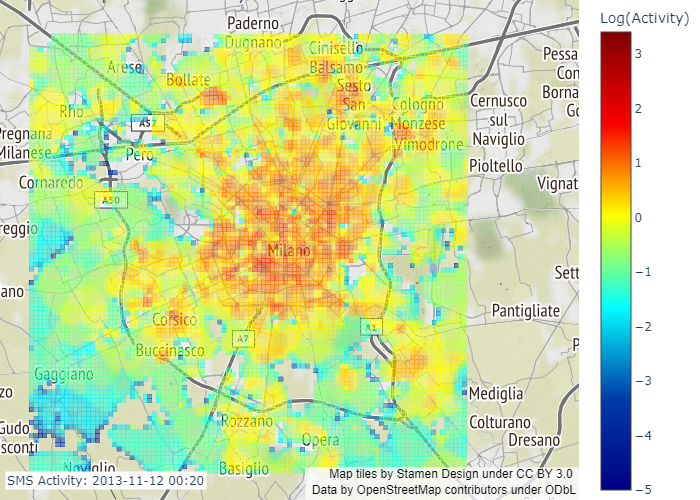 Log(Activity)
3
2
1
0
−1
−2
−3
−4
−5
Paderno
Dugnano
Cinisello
Balsamo
Arese
Bollate
Sesto
San
Giovanni
Cologno
Monzese
Vimodrone
Cernusco
sul
Naviglio
Pioltello
Pessa
Con
Borna
Go
Vignat
Rho
A52
Pero
Pregnana
Milanese
Cornaredo
A50
reggio
Milano
Sett
ano
Pantigliate
P
Corsico
A7
A1
Buccinasco
Gaggiano
zo
Mediglia
Gudo
sconti
Rozzano
Colturano
Dresano
Opera
Noviglio
Basiglio
SMS Activity: 2013-11-12 00:20
Map tiles by Stamen Design under CC BY 3.0
Data by OpenStreetMap contributors under ODbL